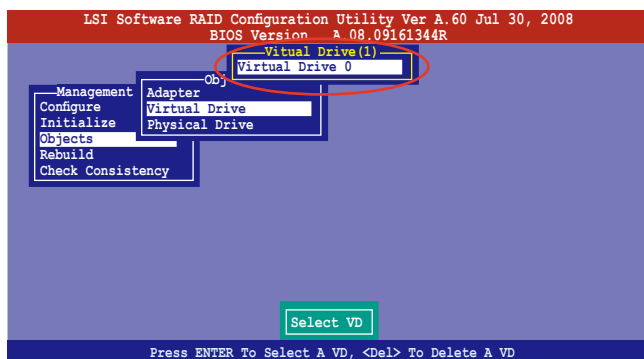 LSI Software RAID Configuration Utility Ver A.60 Jul 30, 2008
BIOS Version A.08.09161344R
Vitual Drive(1)
Virtual Drive 0
Obj
Adapter
Virtual Drive
Physical Drive
Management
Configure
Initialize
Objects
Rebuild
Check Consistency
Select VD
Press ENTER To Select A VD, <Del> To Delete A VD